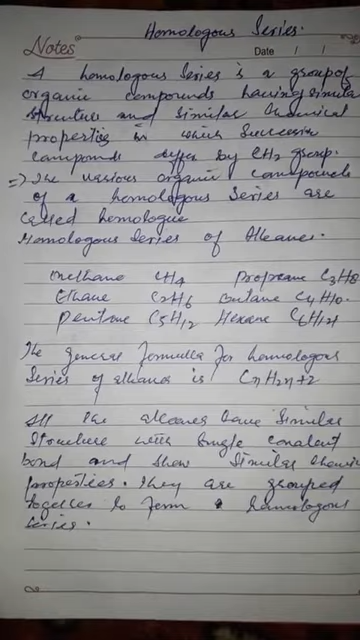 Homologous Series.
Notes
Date / /
A homologous Series is a group of
organic compounds having simila
structure and similar chemical
properties in which Successive
compounds differ by CH2 group.
=) The various organic compounds
of a homologous Series are
called homologue
Homologous Series of Alkanes.
methane CH4 Propane C3H8
Ethane C2H6 butane C4H10.
pentane C5H12 Hexane C6H14
The general formula for homologous
Series of alkanes is CnH2n+2
All the alkanes have similar
structure with single covalent
bond and show similar chemic
properties. They are grouped
together to form a homologous
series.